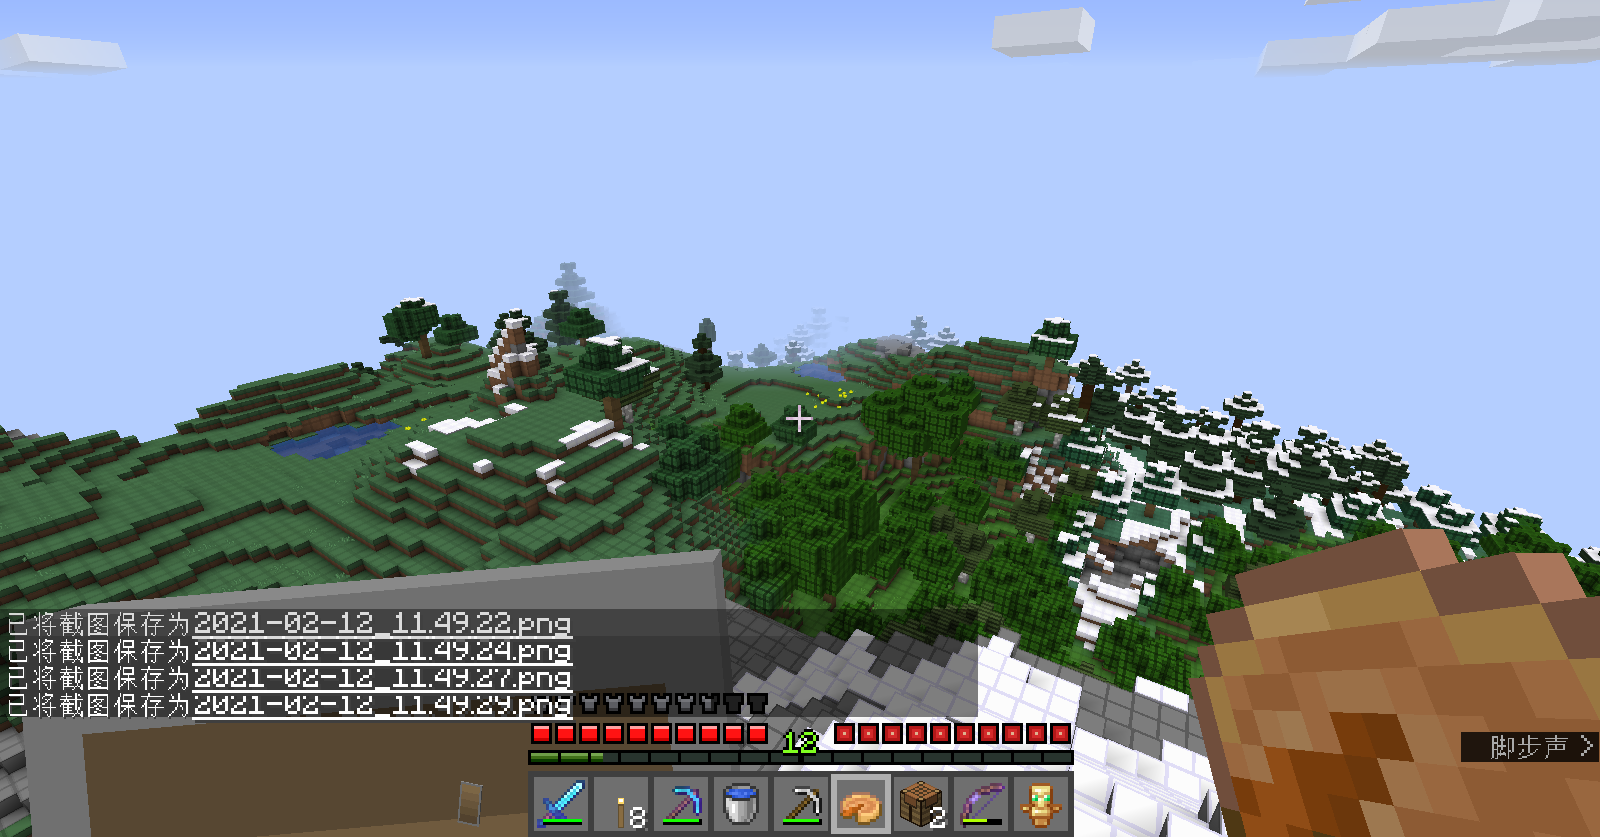 已将截图保存为2021-02-12_11.49.22.png
已将截图保存为2021-02-12_11.49.24.png
已将截图保存为2021-02-12_11.49.27.png
已将截图保存为2021-02-12_11.49.29.png
18
脚步声 >
8
2